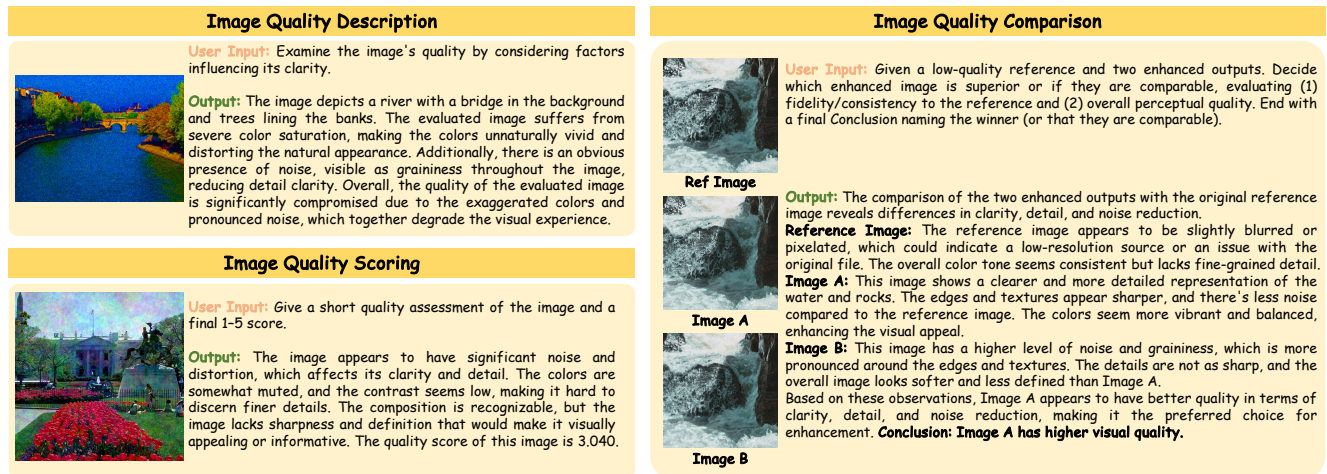 Image Quality Description
User Input: Examine the image's quality by considering factors
influencing its clarity.
Output: The image depicts a river with a bridge in the background
and trees lining the banks. The evaluated image suffers from
severe color saturation, making the colors unnaturally vivid and
distorting the natural appearance. Additionally, there is an obvious
presence of noise, visible as graininess throughout the image,
reducing detail clarity. Overall, the quality of the evaluated image
is significantly compromised due to the exaggerated colors and
pronounced noise, which together degrade the visual experience.
Image Quality Scoring
User Input: Give a short quality assessment of the image and a
final 1–5 score.
Output: The image appears to have significant noise and
distortion, which affects its clarity and detail. The colors are
somewhat muted, and the contrast seems low, making it hard to
discern finer details. The composition is recognizable, but the
image lacks sharpness and definition that would make it visually
appealing or informative. The quality score of this image is 3.040.
Image Quality Comparison
User Input: Given a low-quality reference and two enhanced outputs. Decide
which enhanced image is superior or if they are comparable, evaluating (1)
fidelity/consistency to the reference and (2) overall perceptual quality. End with
a final Conclusion naming the winner (or that they are comparable).
Ref Image
Output: The comparison of the two enhanced outputs with the original reference
image reveals differences in clarity, detail, and noise reduction.
Reference Image: The reference image appears to be slightly blurred or
pixelated, which could indicate a low-resolution source or an issue with the
original file. The overall color tone seems consistent but lacks fine-grained detail.
Image A: This image shows a clearer and more detailed representation of the
water and rocks. The edges and textures appear sharper, and there's less noise
compared to the reference image. The colors seem more vibrant and balanced,
enhancing the visual appeal.
Image A
Image B: This image has a higher level of noise and graininess, which is more
pronounced around the edges and textures. The details are not as sharp, and the
overall image looks softer and less defined than Image A.
Based on these observations, Image A appears to have better quality in terms of
clarity, detail, and noise reduction, making it the preferred choice for
enhancement. Conclusion: Image A has higher visual quality.
Image B